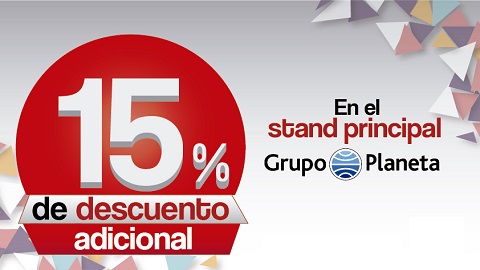 15%
de descuento
adicional
En el
stand principal
Grupo Planeta